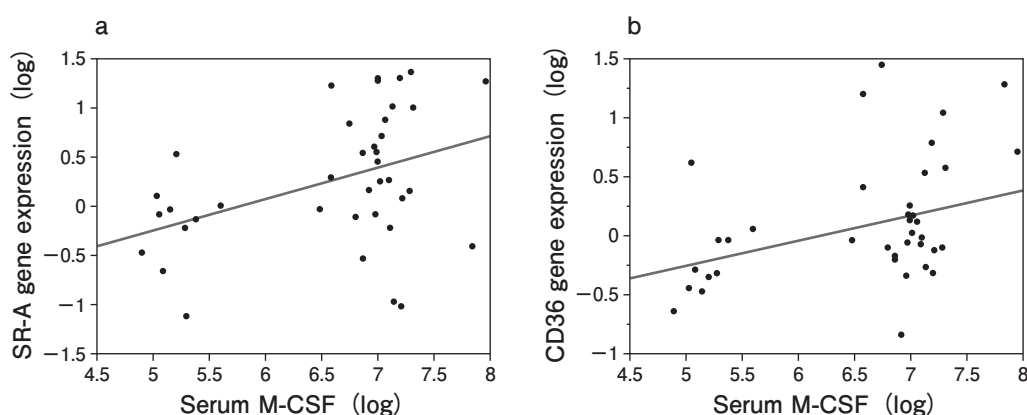 a
SR-A gene expression (log)
1.5
1
0.5
0
−0.5
−1
−1.5
4.5 5 5.5 6 6.5 7 7.5 8
Serum M-CSF (log)
b
CD36 gene expression (log)
1.5
1
0.5
0
−0.5
−1
4.5 5 5.5 6 6.5 7 7.5 8
Serum M-CSF (log)